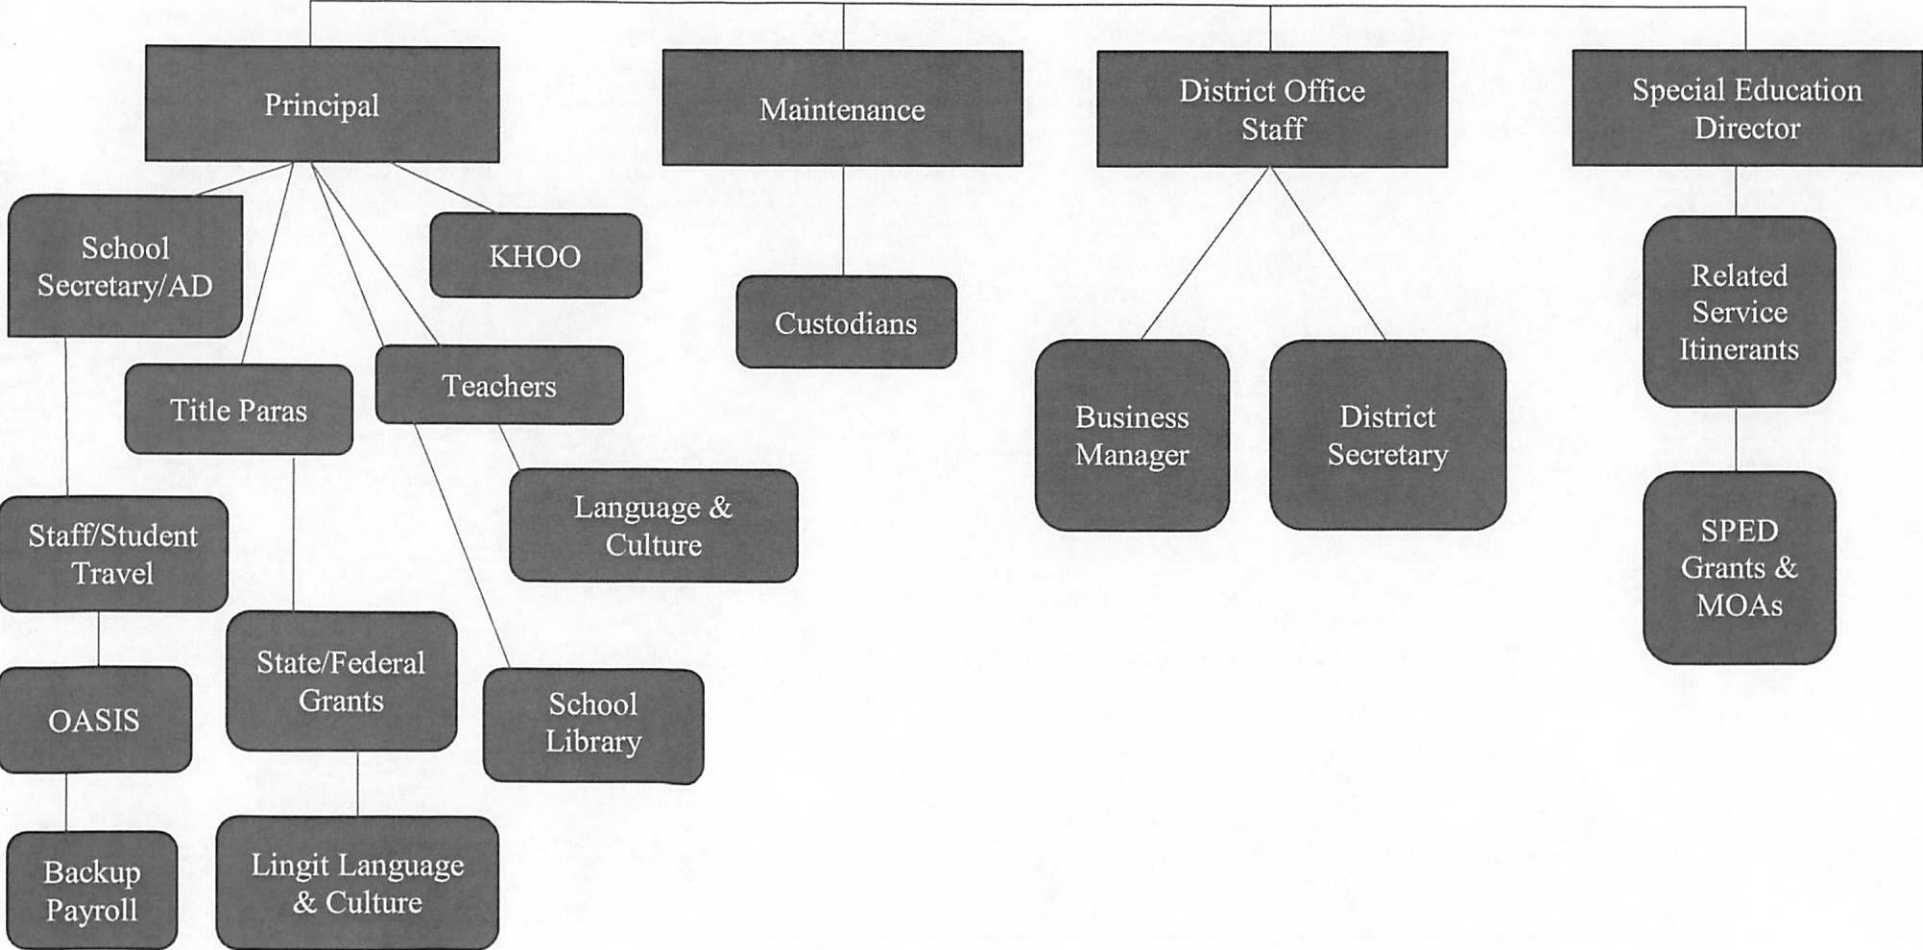 Principal
Maintenance
District Office
Staff
Special Education
Director
School
Secretary/AD
KHOO
Title Paras
Teachers
Custodians
Business
Manager
District
Secretary
Related
Service
Itinerants
Staff/Student
Travel
Language &
Culture
SPED
Grants &
MOAs
OASIS
State/Federal
Grants
School
Library
Backup
Payroll
Lingit Language
& Culture